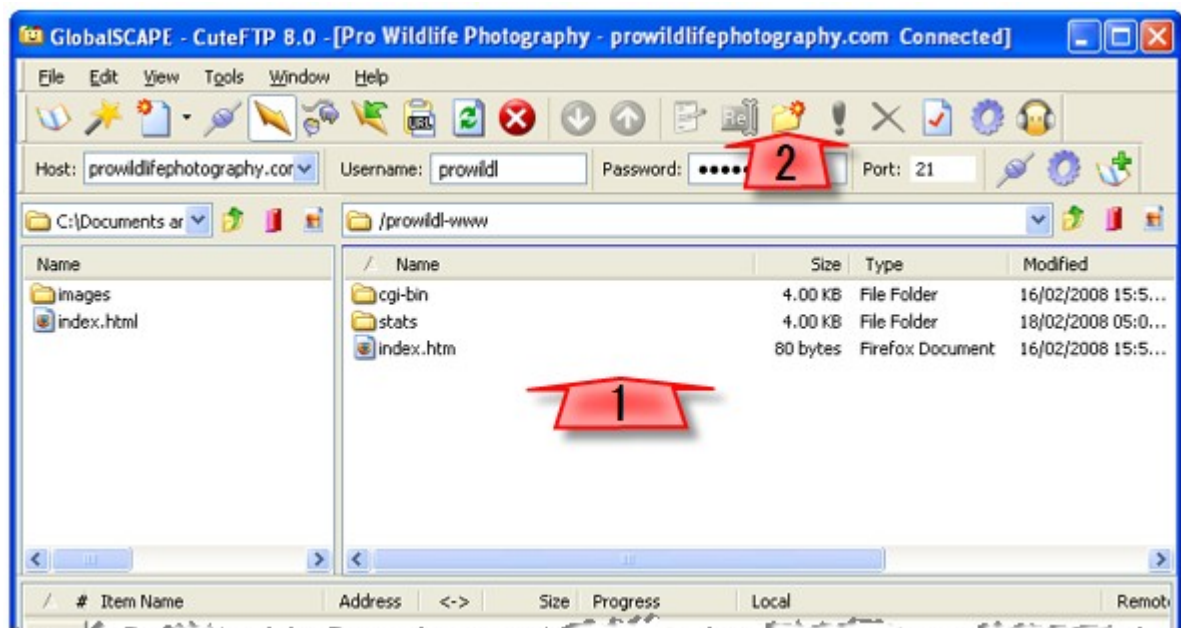 GlobalSCAPE - CuteFTP 8.0 -[Pro Wildlife Photography - prowildlifephotography.com Connected]
File Edit View Tools Window Help
URL Re
Host: prowildlifephotography.cor Username: prowildl Password: ••••• 2 Port: 21
C:\Documents ar /prowildl-www
Name / Name Size Type Modified
images cgi-bin 4.00 KB File Folder 16/02/2008 15:5...
index.html stats 4.00 KB File Folder 18/02/2008 05:0...
index.htm 80 bytes Firefox Document 16/02/2008 15:5...
1
/ # Item Name Address <-> Size Progress Local Remot